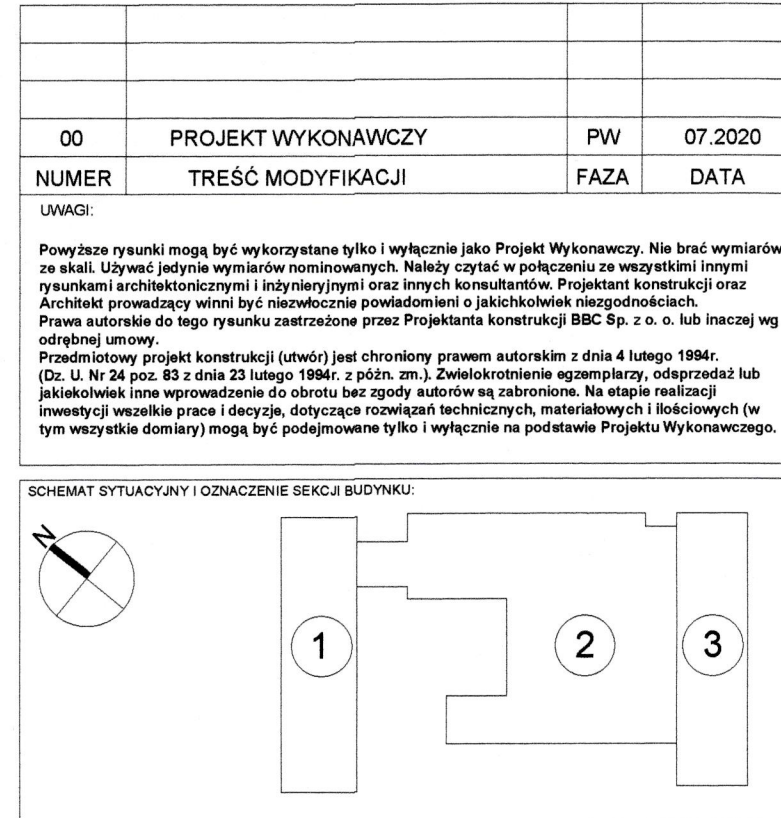 00 PROJEKT WYKONAWCZY PW 07.2020
NUMER TREŚĆ MODYFIKACJI FAZA DATA
UWAGI:
Powyższe rysunki mogą być wykorzystane tylko i wyłącznie jako Projekt Wykonawczy. Nie brać wymiarów
ze skali. Używać jedynie wymiarów nominowanych. Należy czytać w połączeniu ze wszystkimi innymi
rysunkami architektonicznymi i inżynieryjnymi oraz innych konsultantów. Projektant konstrukcji oraz
Architekt prowadzący winni być niezwłocznie powiadomieni o jakichkolwiek niezgodnościach.
Prawa autorskie do tego rysunku zastrzeżone przez Projektanta konstrukcji BBC Sp. z o. o. lub inaczej wg
odrębnej umowy.
Przedmiotowy projekt konstrukcji (utwór) jest chroniony prawem autorskim z dnia 4 lutego 1994r.
(Dz. U. Nr 24 poz. 83 z dnia 23 lutego 1994r. z późn. zm.). Zwielokrotnienie egzemplarzy, odsprzedaż lub
jakiekolwiek inne wprowadzenie do obrotu bez zgody autorów są zabronione. Na etapie realizacji
inwestycji wszelkie prace i decyzje, dotyczące rozwiązań technicznych, materiałowych i ilościowych (w
tym wszystkie domiary) mogą być podejmowane tylko i wyłącznie na podstawie Projektu Wykonawczego.
SCHEMAT SYTUACYJNY I OZNACZENIE SEKCJI BUDYNKU:
N
1 2 3